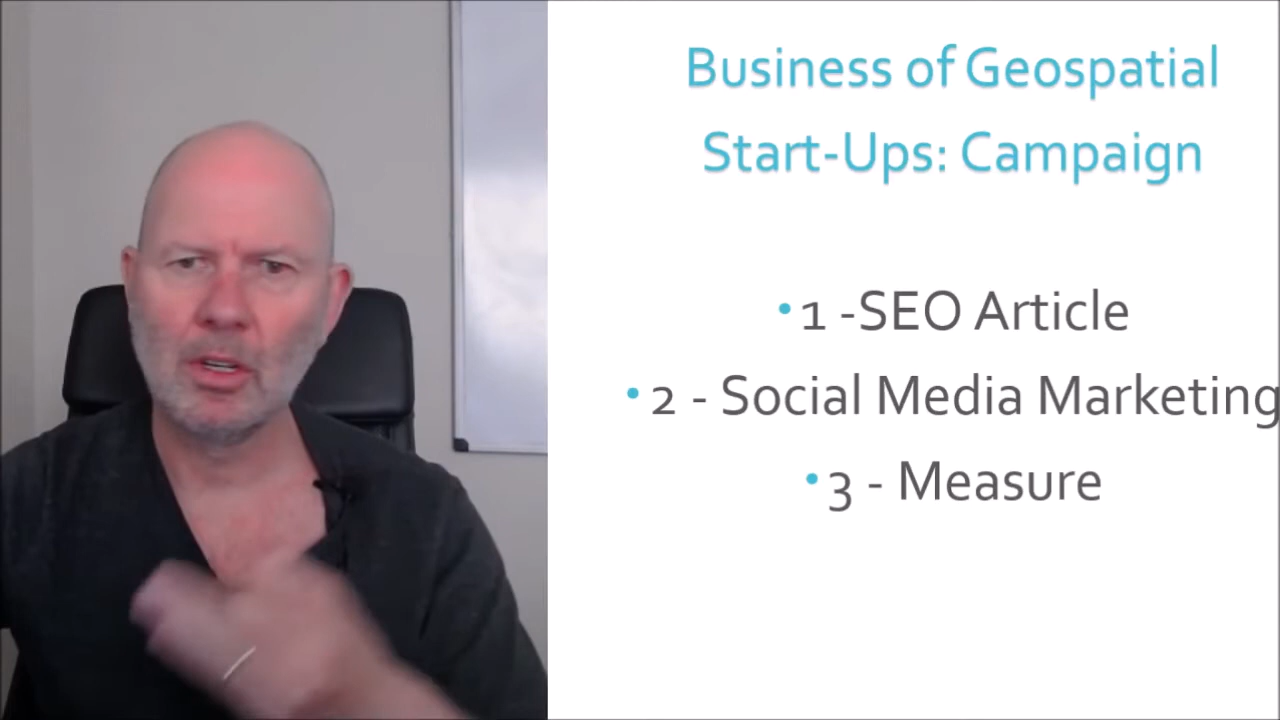 Business of Geospatial
Start-Ups: Campaign
•1 -SEO Article
•2 - Social Media Marketing
•3 - Measure